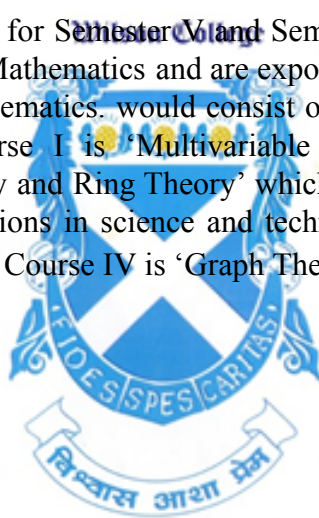 Wilson College
for Semester V and Sem
Mathematics and are expo
ematics. would consist o
rse I is ‘Multivariable
y and Ring Theory’ which
ions in science and tech
Course IV is ‘Graph The
FIDES SPES CARITAS
विश्वास आशा प्रेम